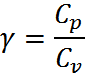 γ = C_p / C_v